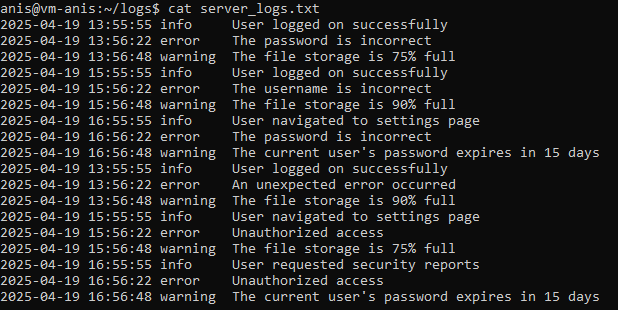 anis@vm-anis:~/logs$ cat server_logs.txt
2025-04-19 13:55:55 info     User logged on successfully
2025-04-19 13:56:22 error    The password is incorrect
2025-04-19 13:56:48 warning  The file storage is 75% full
2025-04-19 15:55:55 info     User logged on successfully
2025-04-19 15:56:22 error    The username is incorrect
2025-04-19 15:56:48 warning  The file storage is 90% full
2025-04-19 16:55:55 info     User navigated to settings page
2025-04-19 16:56:22 error    The password is incorrect
2025-04-19 16:56:48 warning  The current user's password expires in 15 days
2025-04-19 13:55:55 info     User logged on successfully
2025-04-19 13:56:22 error    An unexpected error occurred
2025-04-19 13:56:48 warning  The file storage is 90% full
2025-04-19 15:55:55 info     User navigated to settings page
2025-04-19 15:56:22 error    Unauthorized access
2025-04-19 15:56:48 warning  The file storage is 75% full
2025-04-19 16:55:55 info     User requested security reports
2025-04-19 16:56:22 error    Unauthorized access
2025-04-19 16:56:48 warning  The current user's password expires in 15 days